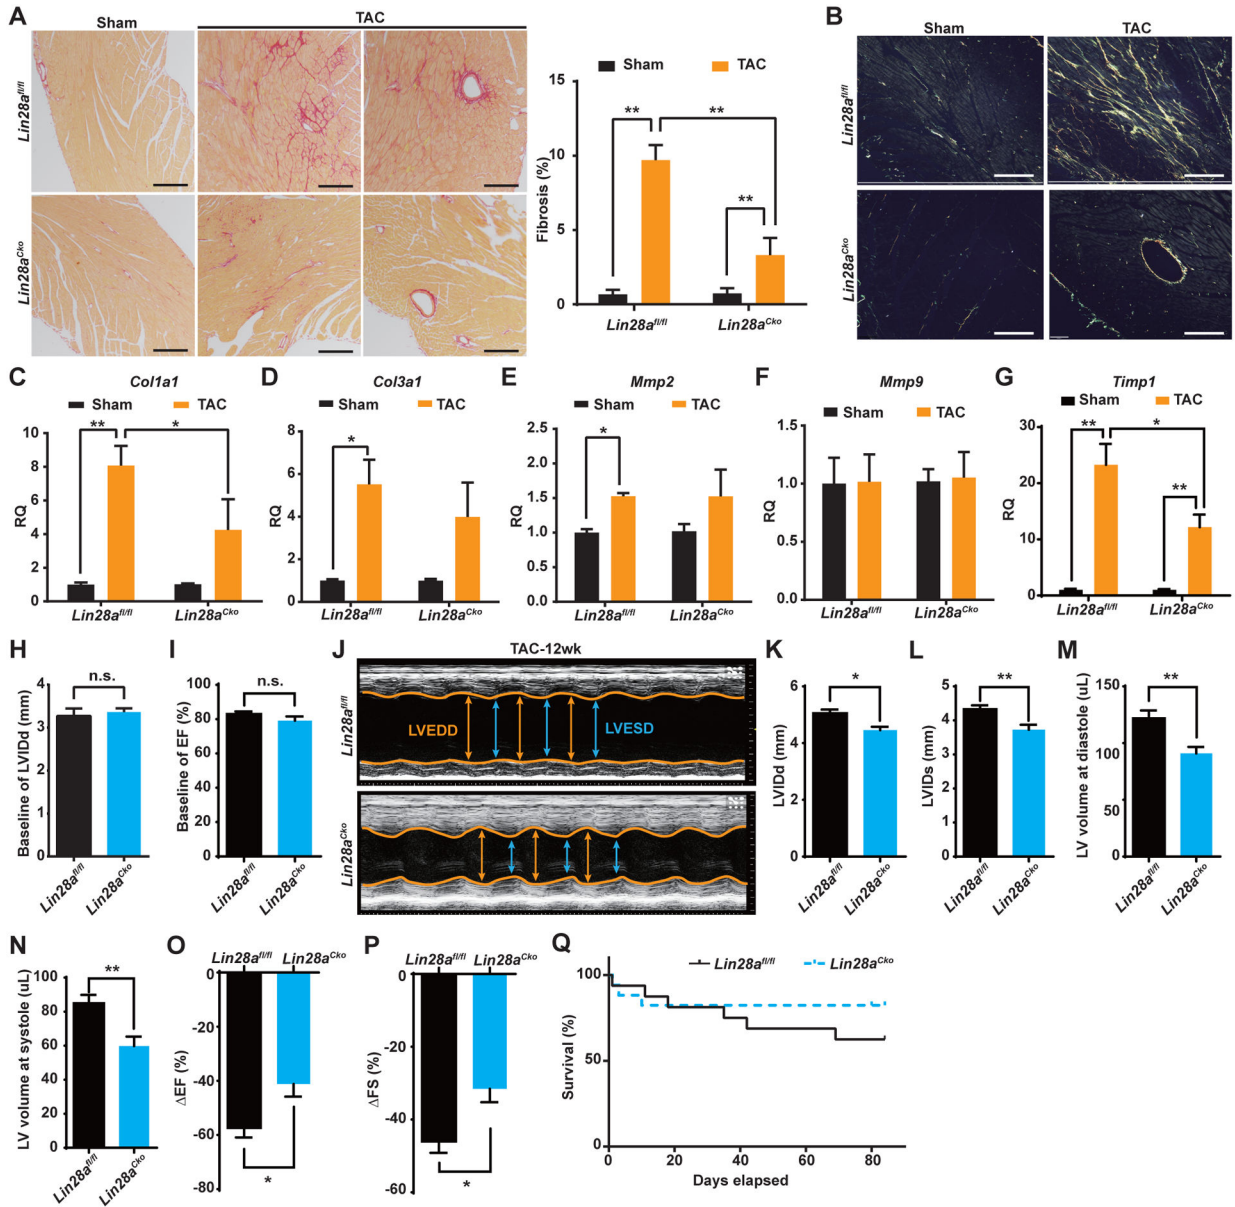 A
Sham
TAC
Lin28a^fl/fl
Lin28a^Cko
Sham
TAC
Fibrosis (%)
15
10
5
0
**
**
**
Lin28a^fl/fl
Lin28a^Cko
B
Sham
TAC
Lin28a^fl/fl
Lin28a^Cko
C
Col1a1
Sham
TAC
RQ
10
8
6
4
2
0
**
*
Lin28a^fl/fl
Lin28a^Cko
D
Col3a1
Sham
TAC
RQ
8
6
4
2
0
*
Lin28a^fl/fl
Lin28a^Cko
E
Mmp2
Sham
TAC
RQ
2.5
2.0
1.5
1.0
0.5
0.0
*
Lin28a^fl/fl
Lin28a^Cko
F
Mmp9
Sham
TAC
RQ
1.5
1.0
0.5
0.0
Lin28a^fl/fl
Lin28a^Cko
G
Timp1
Sham
TAC
RQ
30
20
10
0
**
*
**
Lin28a^fl/fl
Lin28a^Cko
H
Baseline of LVIDd (mm)
4
3
2
1
0
n.s.
Lin28a^fl/fl
Lin28a^Cko
I
Baseline of EF (%)
100
80
60
40
20
0
n.s.
Lin28a^fl/fl
Lin28a^Cko
J
TAC-12wk
Lin28a^fl/fl
LVEDD
LVESD
Lin28a^Cko
K
LVIDd (mm)
6
4
2
0
*
Lin28a^fl/fl
Lin28a^Cko
L
LVIDs (mm)
5
4
3
2
1
0
**
Lin28a^fl/fl
Lin28a^Cko
M
LV volume at diastole (uL)
150
100
50
0
**
Lin28a^fl/fl
Lin28a^Cko
N
LV volume at systole (uL)
100
80
60
40
20
0
**
Lin28a^fl/fl
Lin28a^Cko
O
Lin28a^fl/fl
Lin28a^Cko
ΔEF (%)
0
-20
-40
-60
-80
*
P
Lin28a^fl/fl
Lin28a^Cko
ΔFS (%)
0
-20
-40
-60
*
Q
Lin28a^fl/fl
Lin28a^Cko
Survival (%)
100
50
0
0
20
40
60
80
Days elapsed